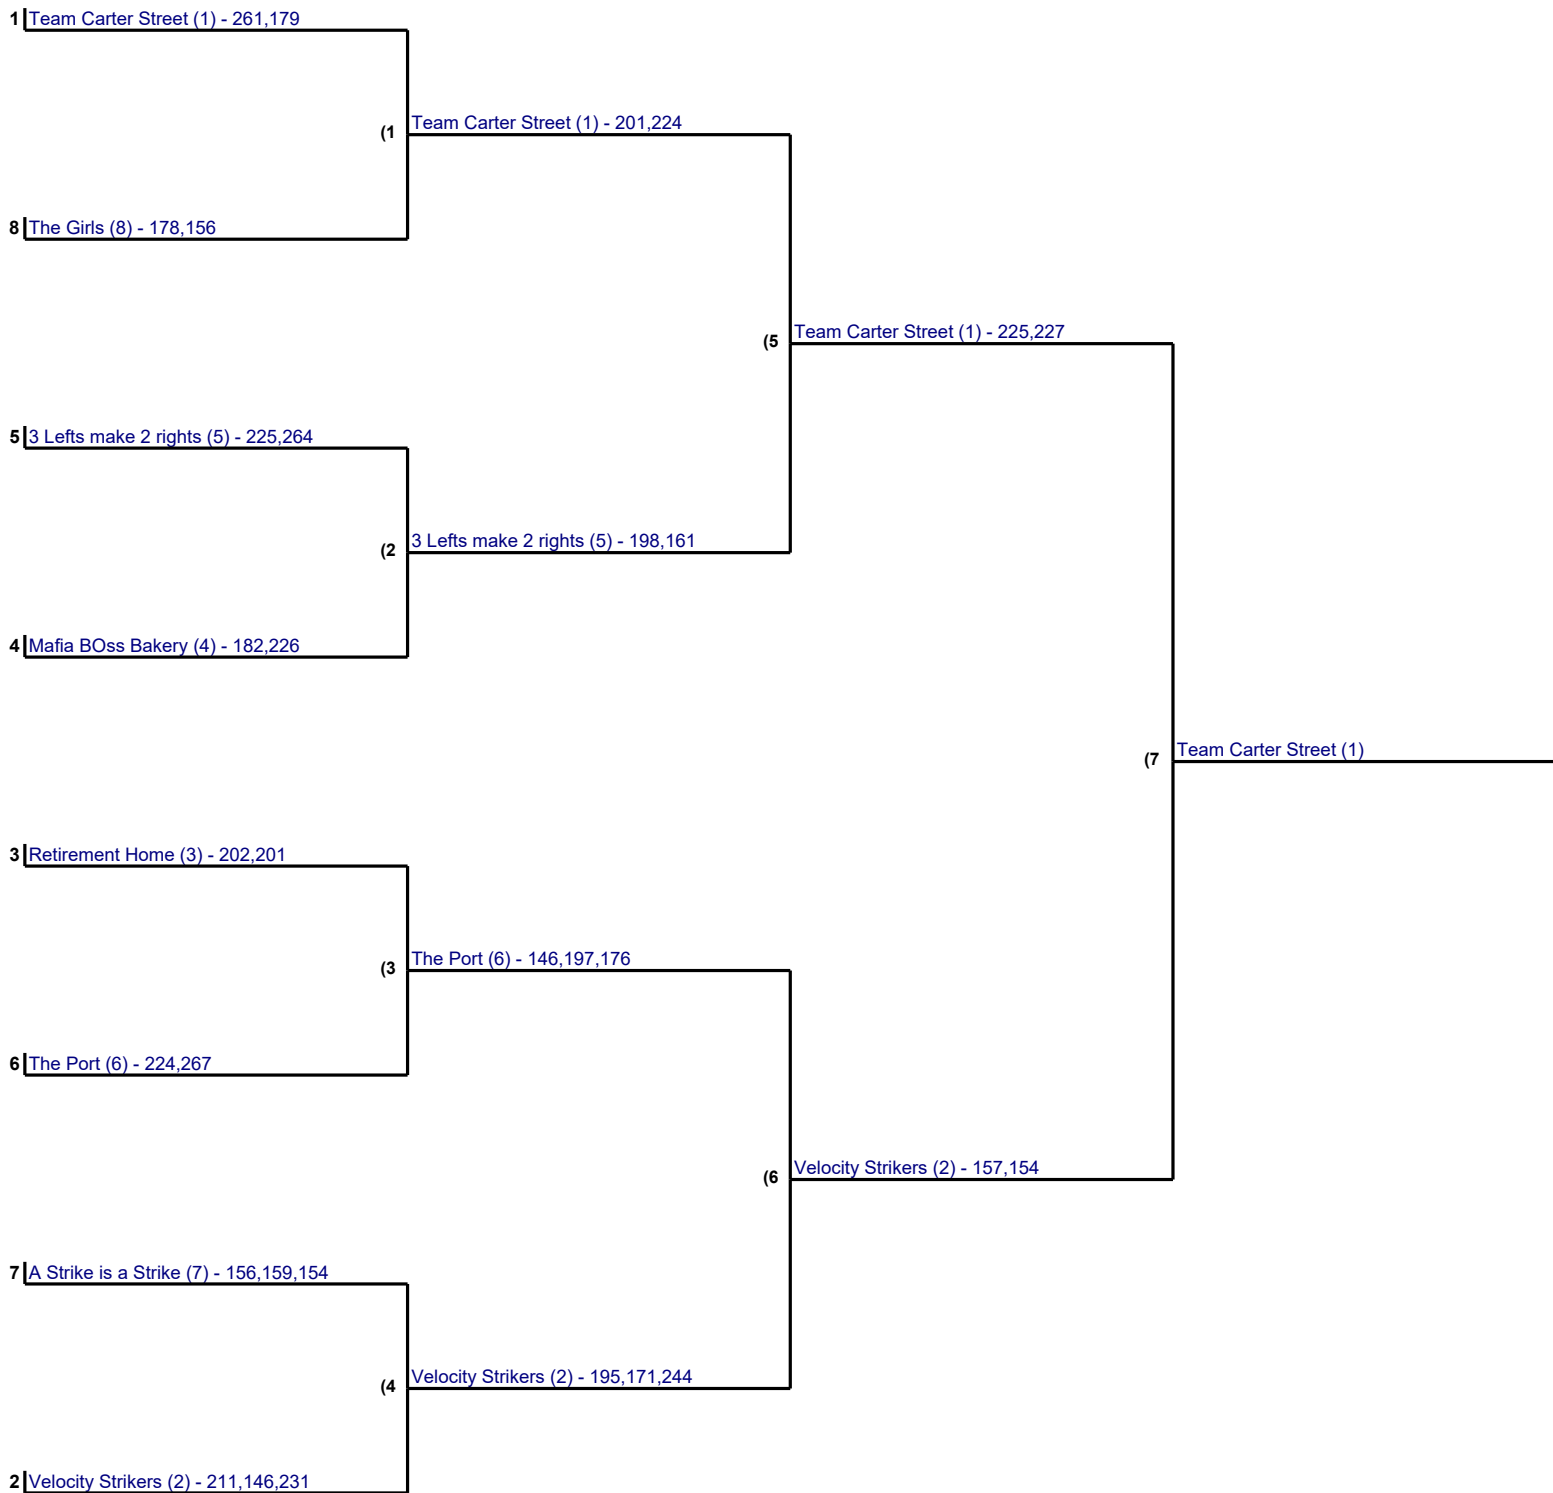 1 Team Carter Street (1) - 261,179
(1 Team Carter Street (1) - 201,224
8 The Girls (8) - 178,156
(5 Team Carter Street (1) - 225,227
5 3 Lefts make 2 rights (5) - 225,264
(2 3 Lefts make 2 rights (5) - 198,161
4 Mafia BOss Bakery (4) - 182,226
(7 Team Carter Street (1)
3 Retirement Home (3) - 202,201
(3 The Port (6) - 146,197,176
6 The Port (6) - 224,267
(6 Velocity Strikers (2) - 157,154
7 A Strike is a Strike (7) - 156,159,154
(4 Velocity Strikers (2) - 195,171,244
2 Velocity Strikers (2) - 211,146,231